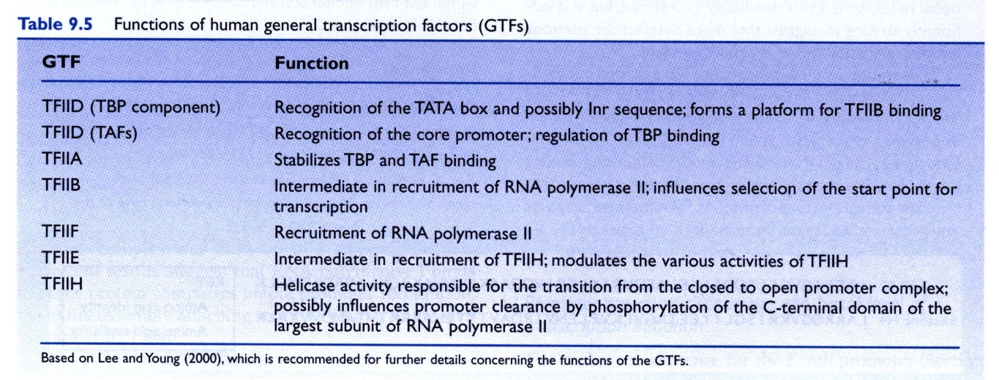 Table 9.5 Functions of human general transcription factors (GTFs)
GTF Function
TFIID (TBP component) Recognition of the TATA box and possibly Inr sequence; forms a platform for TFIIB binding
TFIID (TAFs) Recognition of the core promoter; regulation of TBP binding
TFIIA Stabilizes TBP and TAF binding
TFIIB Intermediate in recruitment of RNA polymerase II; influences selection of the start point for
transcription
TFIIF Recruitment of RNA polymerase II
TFIIE Intermediate in recruitment of TFIIH; modulates the various activities of TFIIH
TFIIH Helicase activity responsible for the transition from the closed to open promoter complex;
possibly influences promoter clearance by phosphorylation of the C-terminal domain of the
largest subunit of RNA polymerase II
Based on Lee and Young (2000), which is recommended for further details concerning the functions of the GTFs.